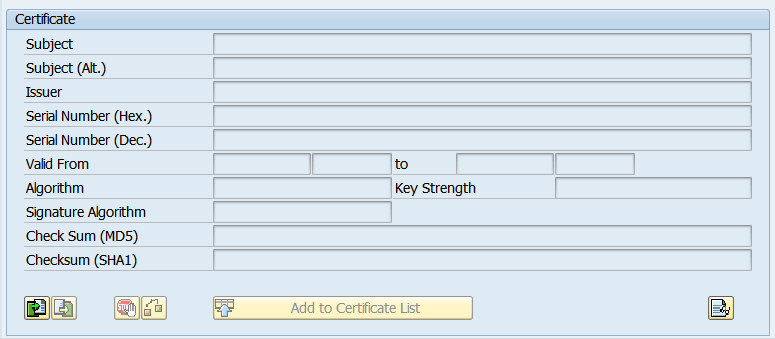 Certificate
Subject
Subject (Alt.)
Issuer
Serial Number (Hex.)
Serial Number (Dec.)
Valid From to
Algorithm Key Strength
Signature Algorithm
Check Sum (MD5)
Checksum (SHA1)
Add to Certificate List